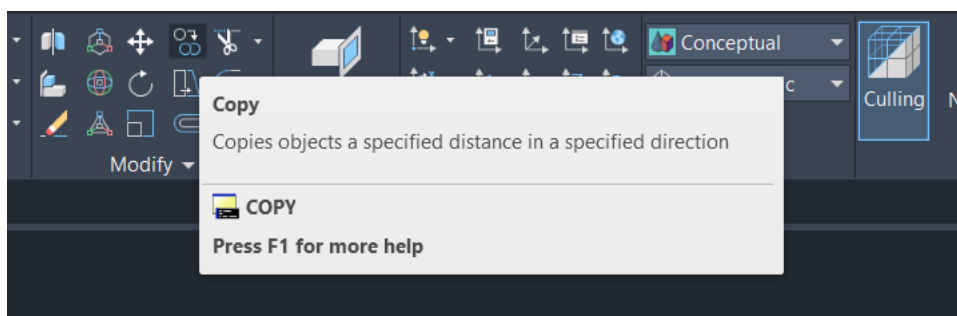 Conceptual
c
Culling
N
Modify
Copy
Copies objects a specified distance in a specified direction
COPY
Press F1 for more help